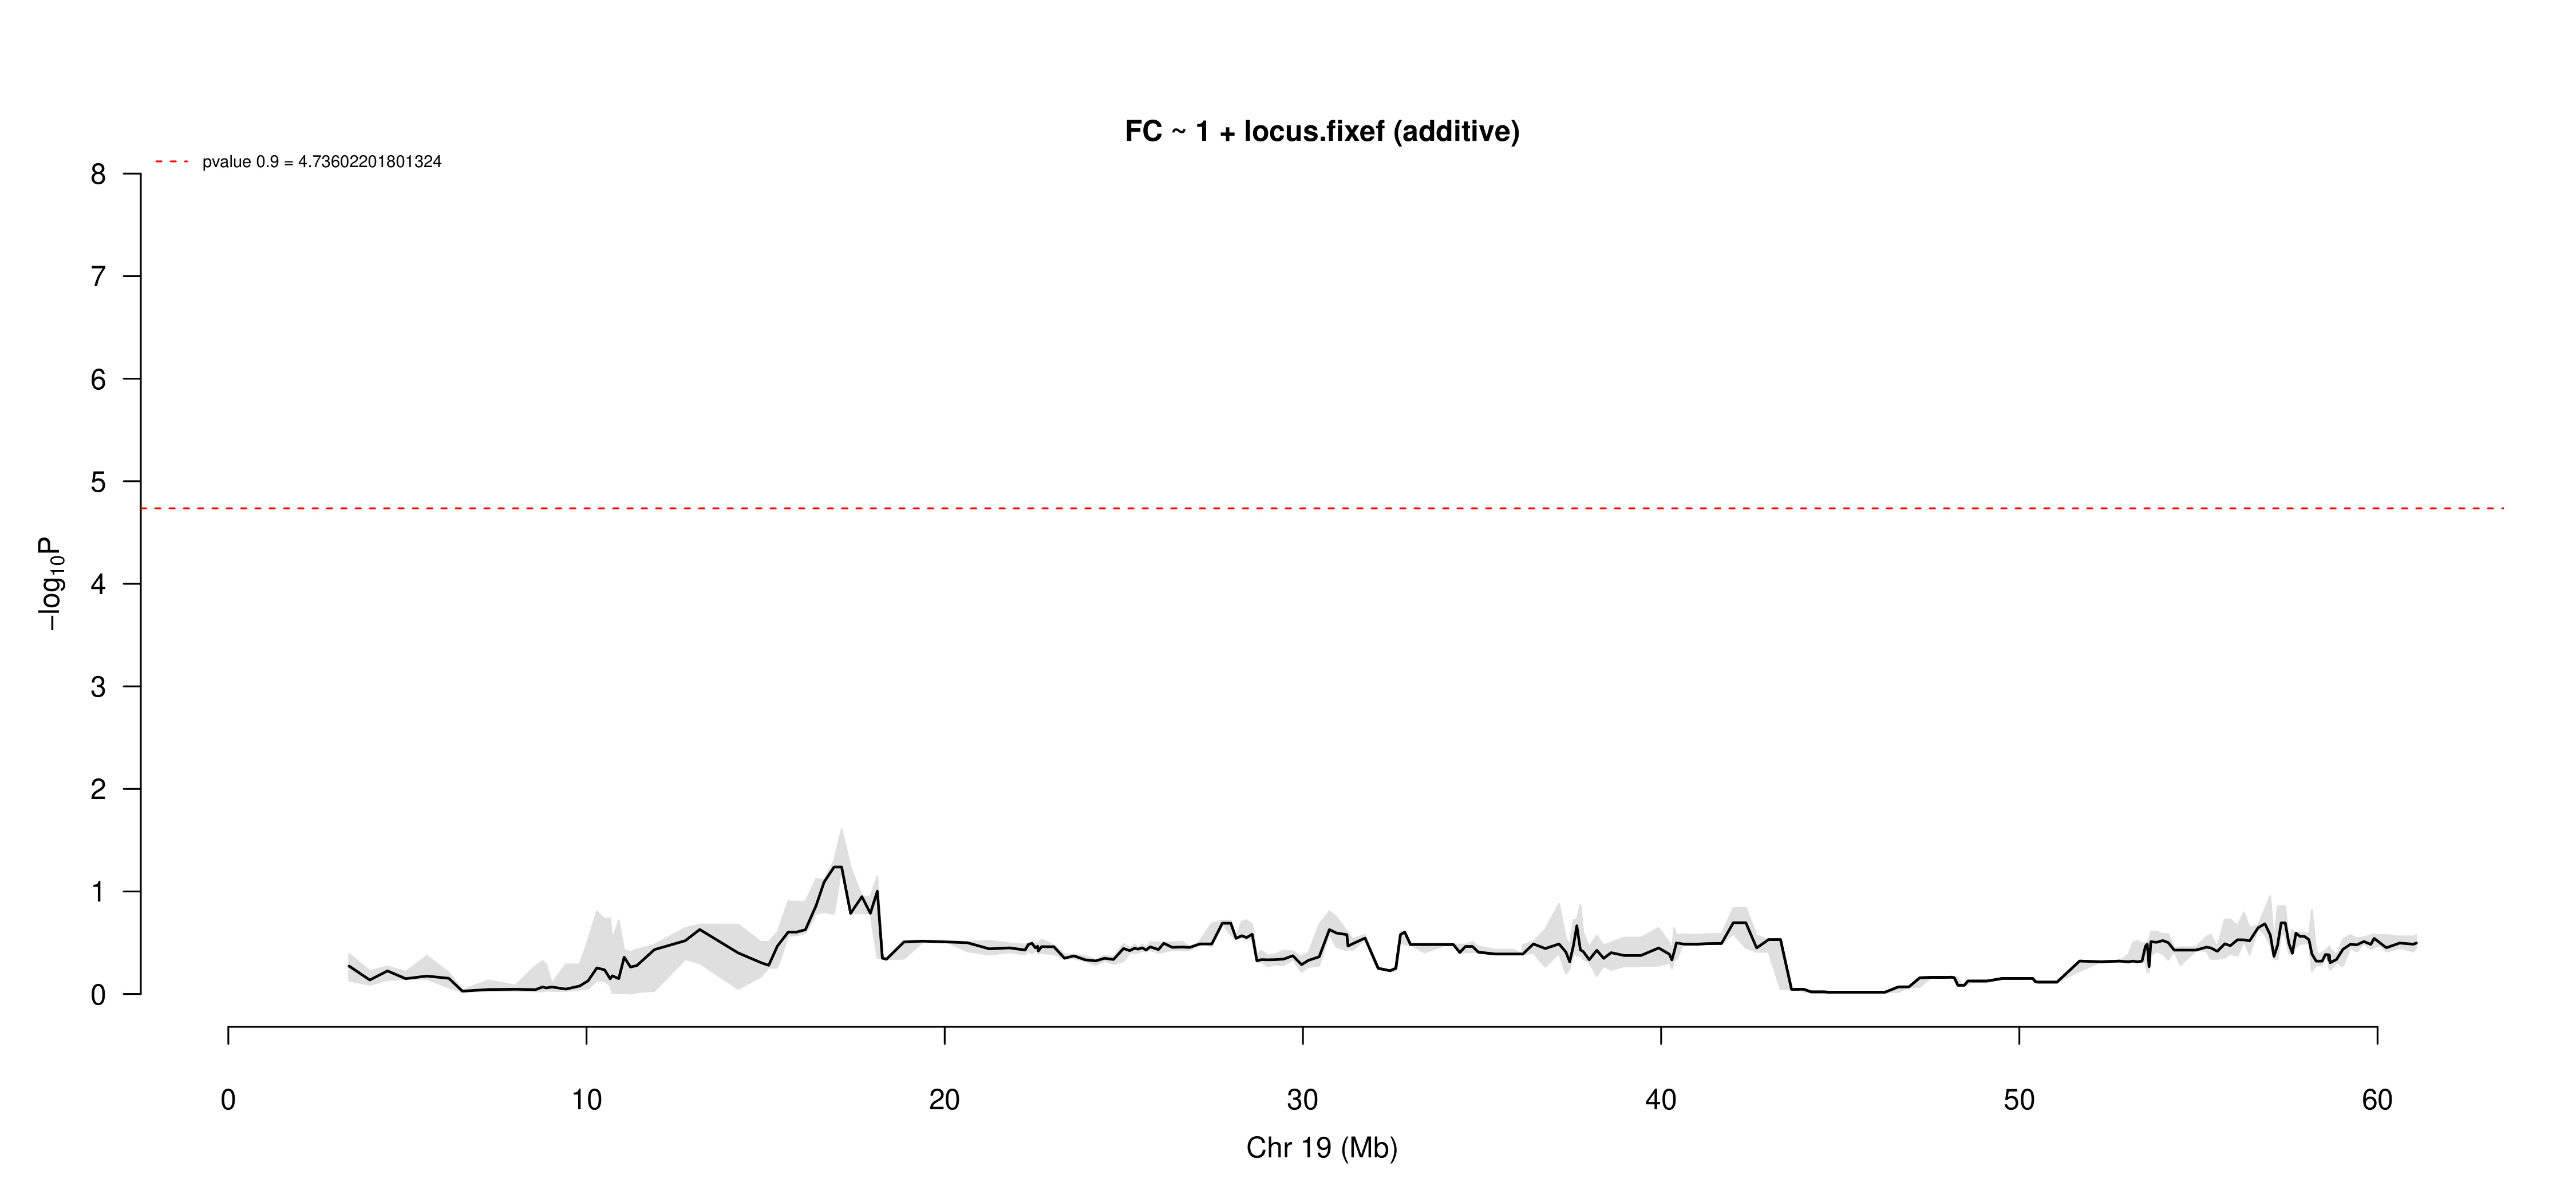 FC ~ 1 + locus.fixef (additive)
pvalue 0.9 = 4.73602201801324
8
7
6
5
4
3
2
1
0
−log10P
0 10 20 30 40 50 60
Chr 19 (Mb)